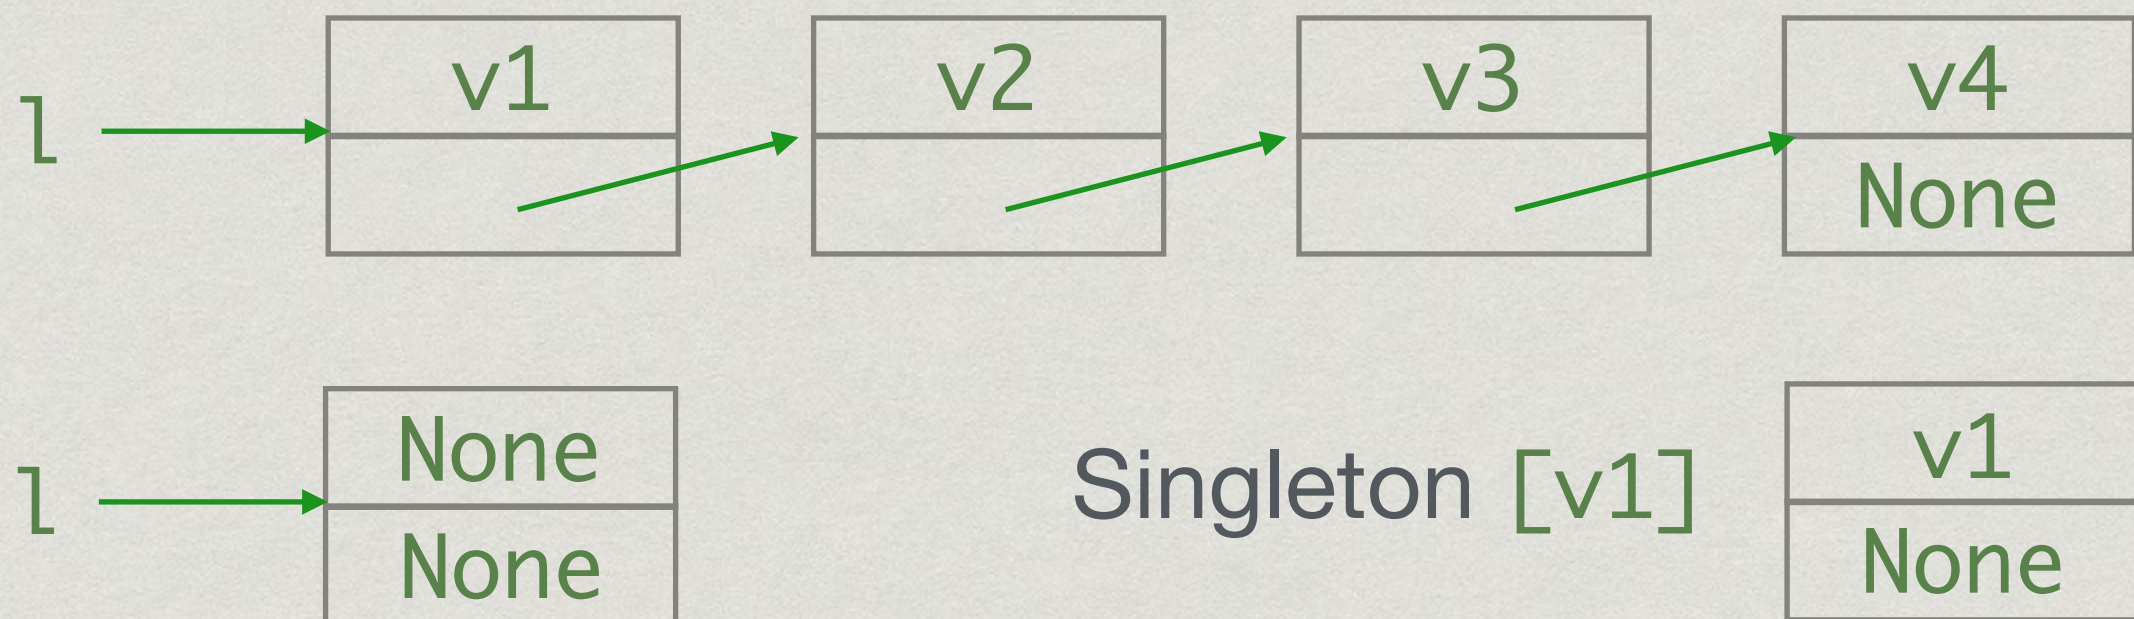 v1 v2 v3 v4
l
None
None
l Singleton [v1] v1
None None